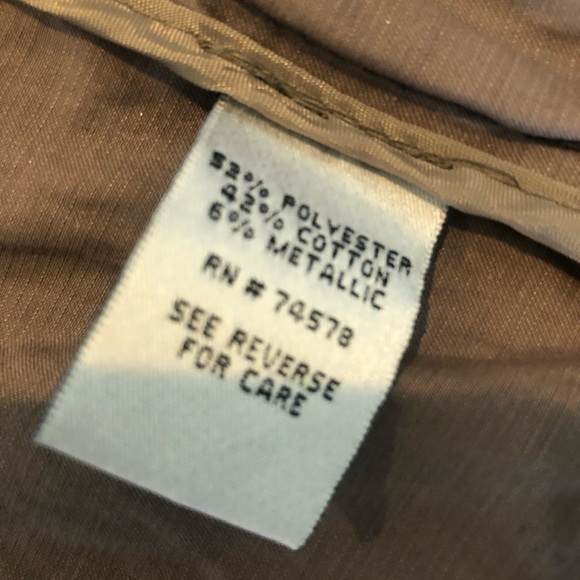 52% POLYESTER
42% COTTON
6% METALLIC
RN # 74578
SEE REVERSE
FOR CARE